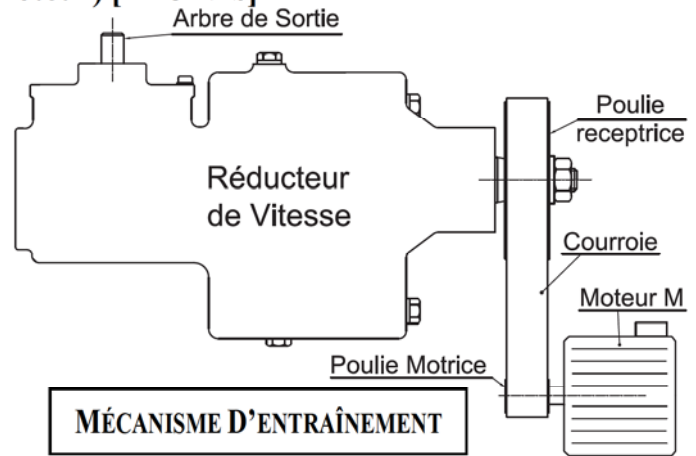 Arbre de Sortie
Poulie
receptrice
Réducteur
de Vitesse
Courroie
Moteur M
Poulie Motrice
MÉCANISME D'ENTRAÎNEMENT